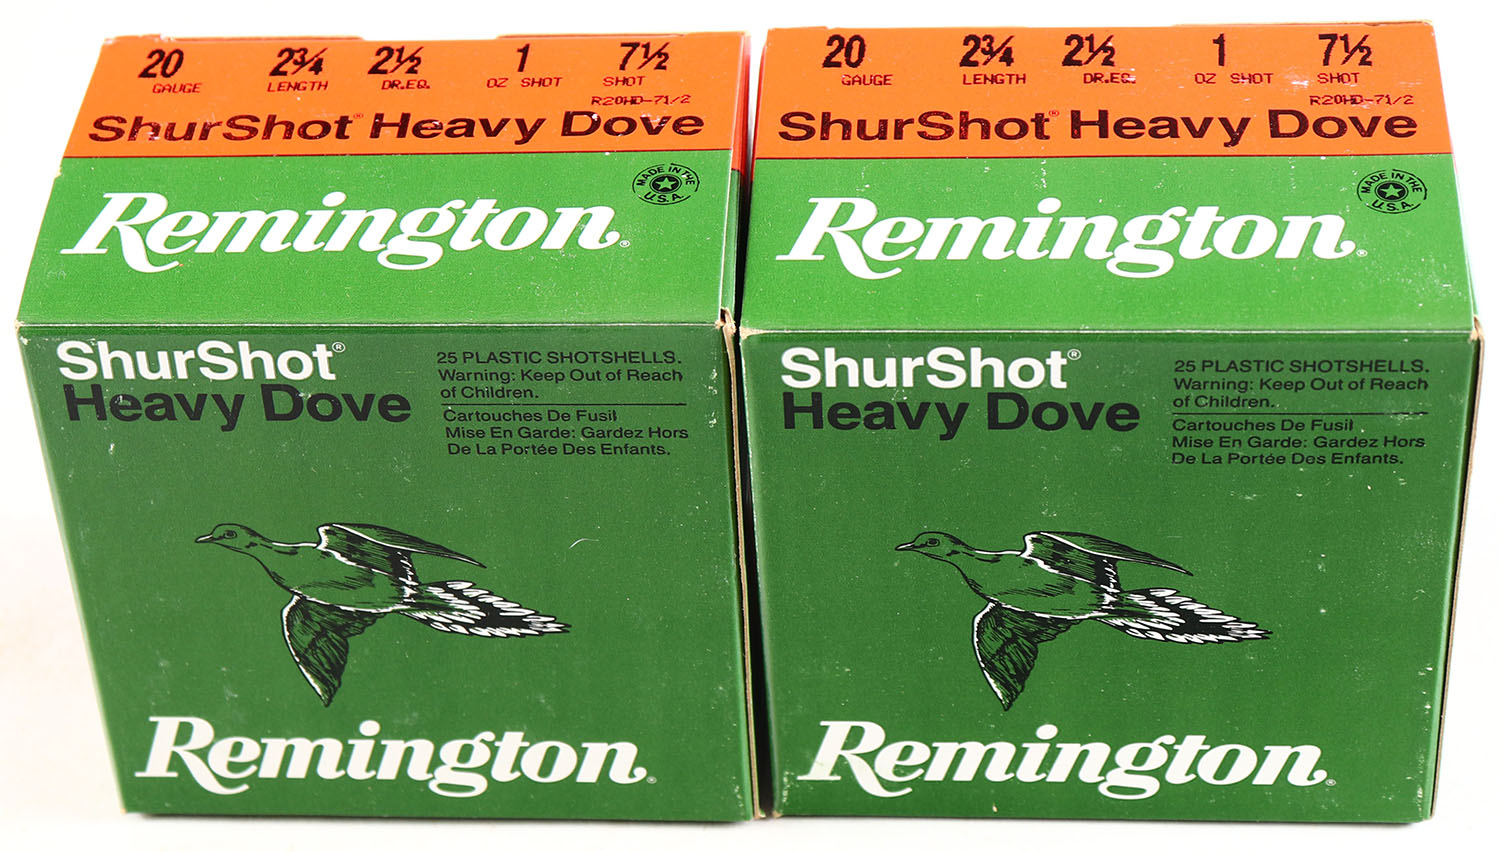 20 2¾ 2½ 1 7½
GAUGE LENGTH DR.EQ. OZ SHOT SHOT
R20HD-71/2
ShurShot® Heavy Dove
MADE IN THE U.S.A.
Remington®
ShurShot®
Heavy Dove
25 PLASTIC SHOTSHELLS.
Warning: Keep Out of Reach
of Children.
Cartouches De Fusil
Mise En Garde: Gardez Hors
De La Portée Des Enfants.
Remington®
20 2¾ 2½ 1 7½
GAUGE LENGTH DR.EQ. OZ SHOT SHOT
R20HD-71/2
ShurShot® Heavy Dove
MADE IN THE U.S.A.
Remington®
ShurShot®
Heavy Dove
25 PLASTIC SHOTSHELLS.
Warning: Keep Out of Reach
of Children.
Cartouches De Fusil
Mise En Garde: Gardez Hors
De La Portée Des Enfants.
Remington®